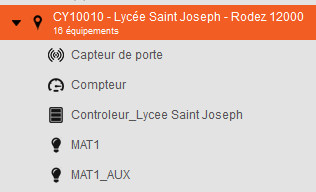 CY10010 - Lycée Saint Joseph - Rodez 12000
16 équipements
Capteur de porte
Compteur
Controleur_Lycee Saint Joseph
MAT1
MAT1_AUX